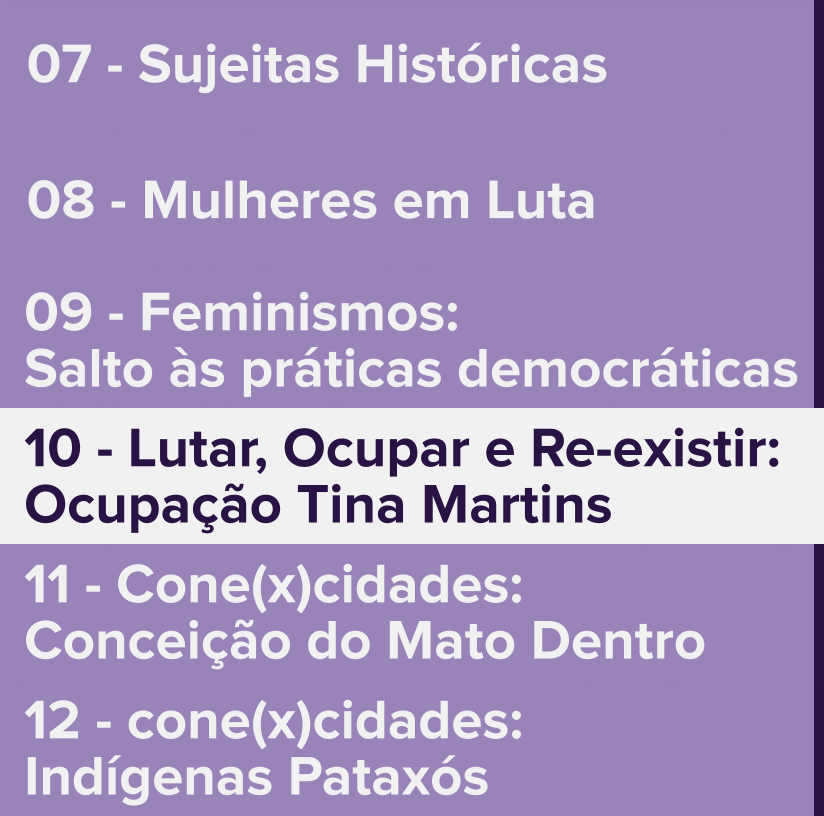 07 - Sujeitas Históricas
08 - Mulheres em Luta
09 - Feminismos:
Salto às práticas democráticas
10 - Lutar, Ocupar e Re-existir:
Ocupação Tina Martins
11 - Cone(x)cidades:
Conceição do Mato Dentro
12 - cone(x)cidades:
Indígenas Pataxós